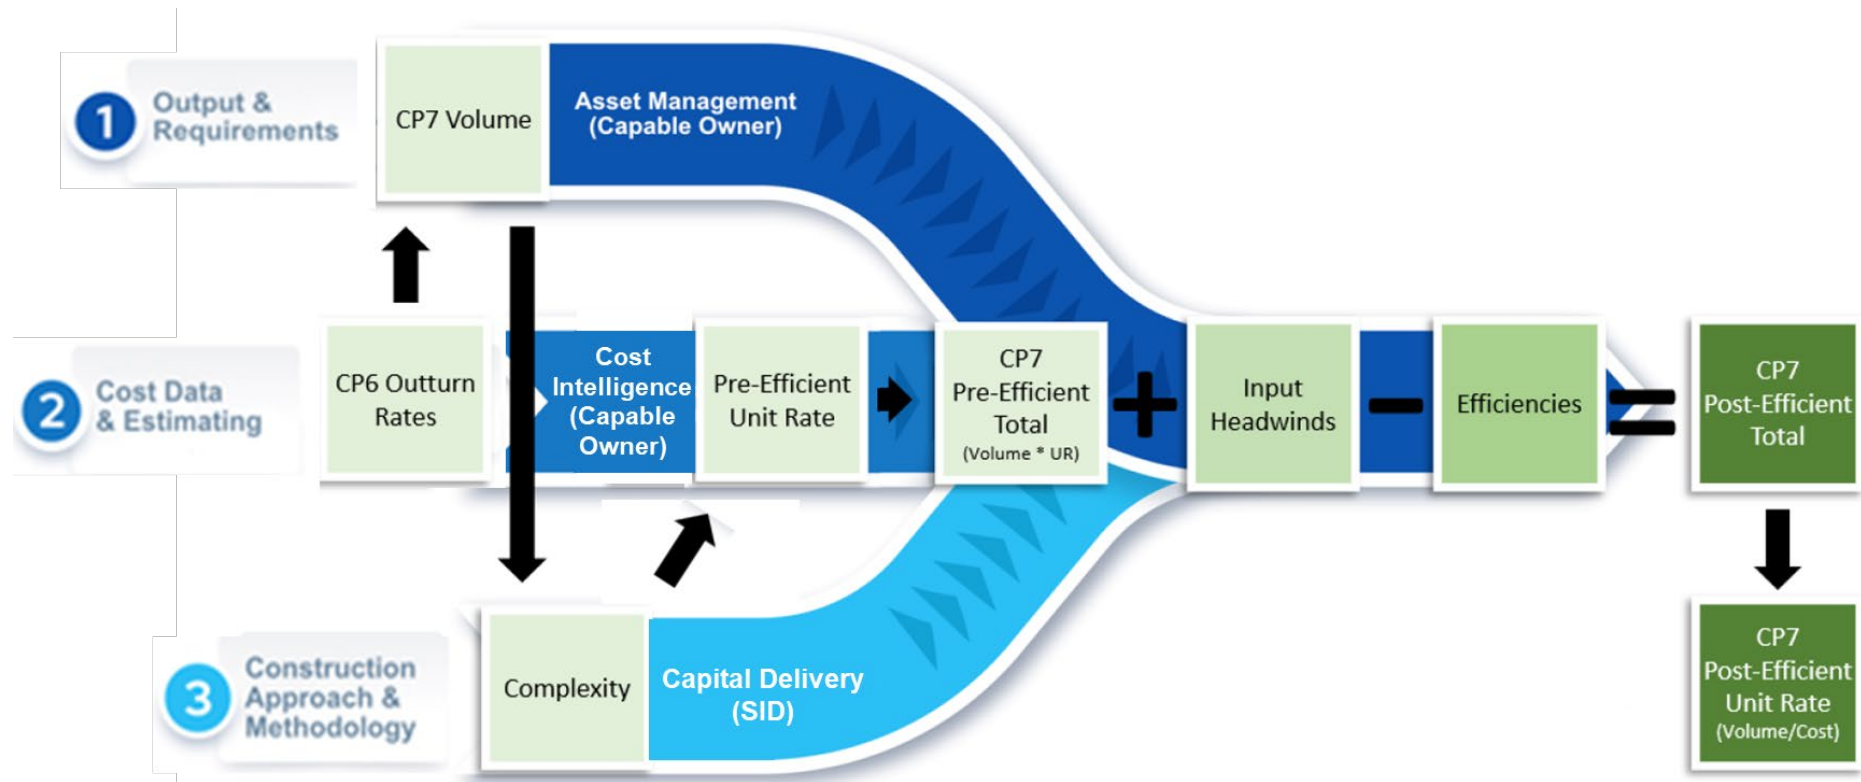 1
Output &
Requirements
CP7 Volume
Asset Management
(Capable Owner)
2
Cost Data
& Estimating
CP6 Outturn
Rates
Cost
Intelligence
(Capable
Owner)
Pre-Efficient
Unit Rate
CP7
Pre-Efficient
Total
(Volume * UR)
+
Input
Headwinds
−
Efficiencies
=
CP7
Post-Efficient
Total
3
Construction
Approach &
Methodology
Complexity
Capital Delivery
(SID)
CP7
Post-Efficient
Unit Rate
(Volume/Cost)